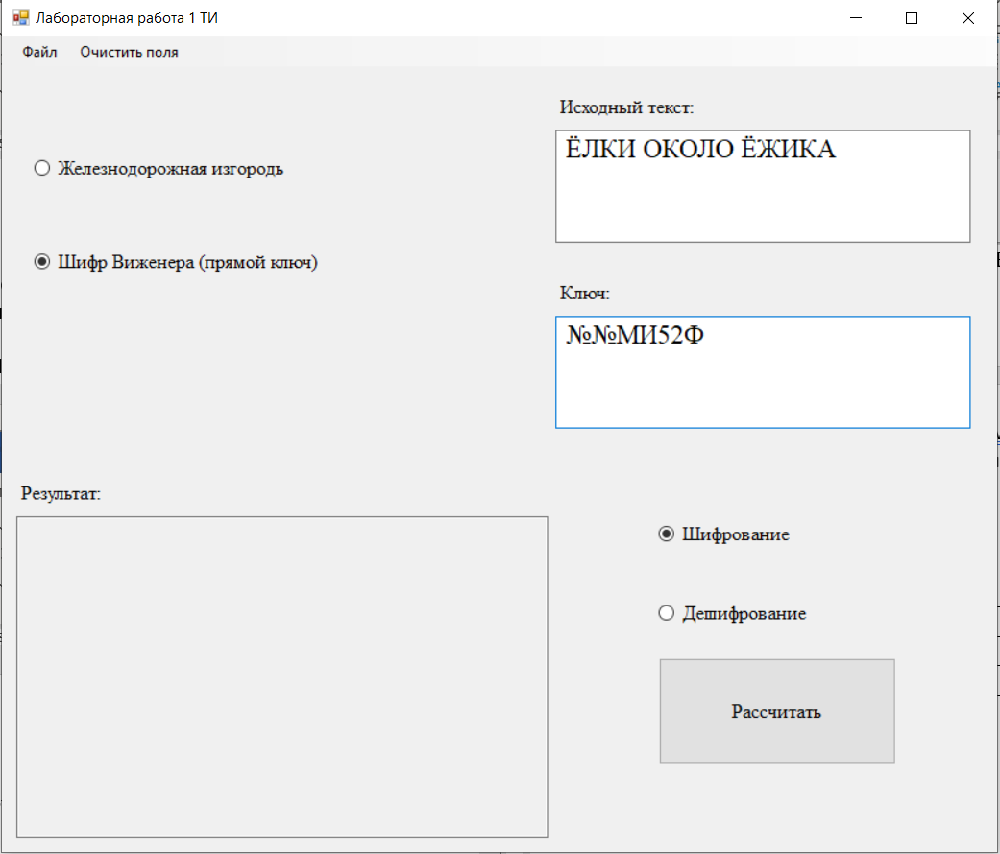 Лабораторная работа 1 ТИ
Файл Очистить поля
Исходный текст:
ЁЛКИ ОКОЛО ЁЖИКА
Железнодорожная изгородь
Шифр Виженера (прямой ключ)
Ключ:
№№МИ52Ф
Результат:
Шифрование
Дешифрование
Рассчитать